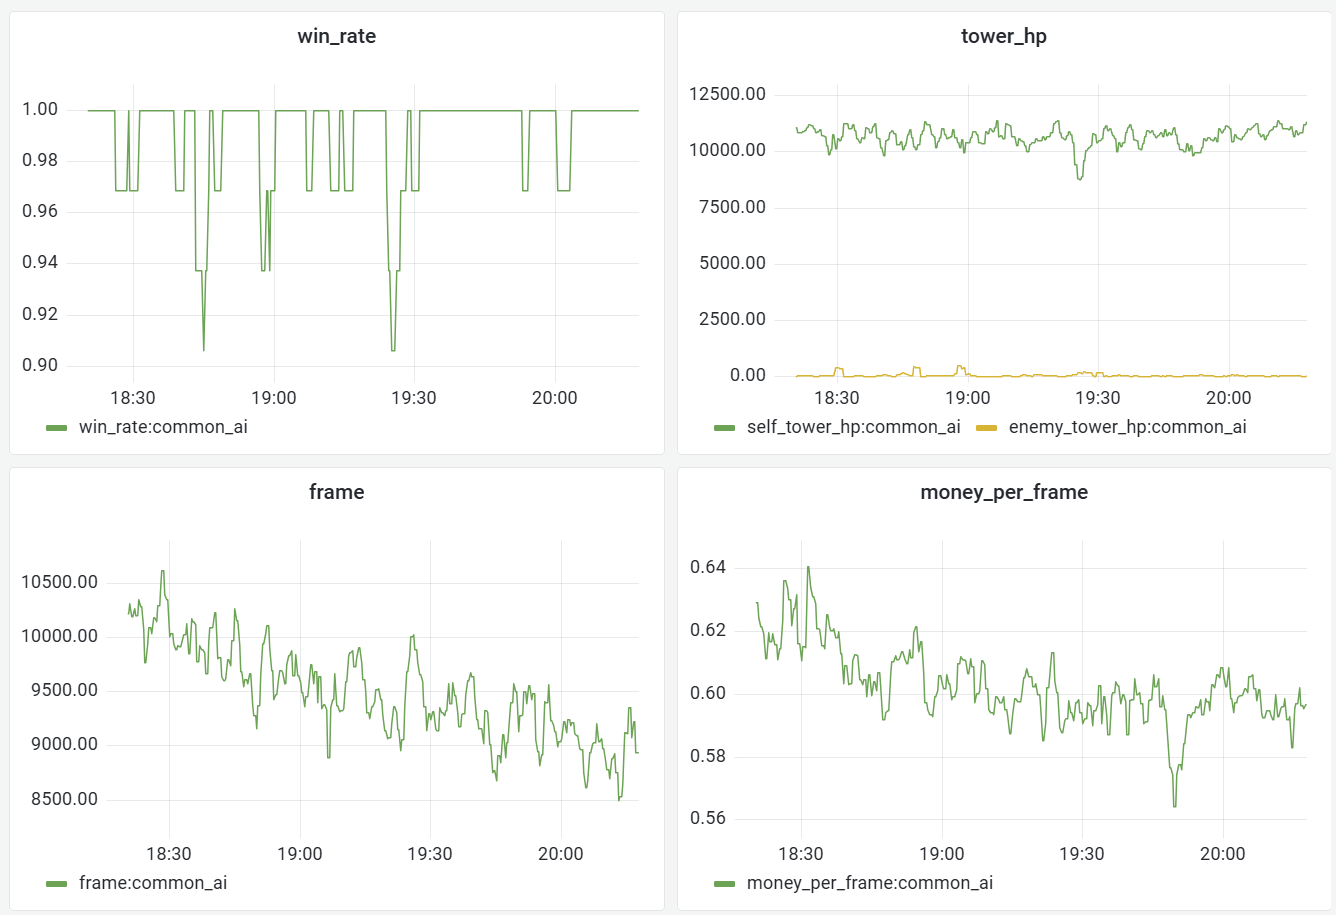 win_rate
1.00
0.98
0.96
0.94
0.92
0.90
18:30 19:00 19:30 20:00
win_rate:common_ai
tower_hp
12500.00
10000.00
7500.00
5000.00
2500.00
0.00
18:30 19:00 19:30 20:00
self_tower_hp:common_ai enemy_tower_hp:common_ai
frame
10500.00
10000.00
9500.00
9000.00
8500.00
18:30 19:00 19:30 20:00
frame:common_ai
money_per_frame
0.64
0.62
0.60
0.58
0.56
18:30 19:00 19:30 20:00
money_per_frame:common_ai